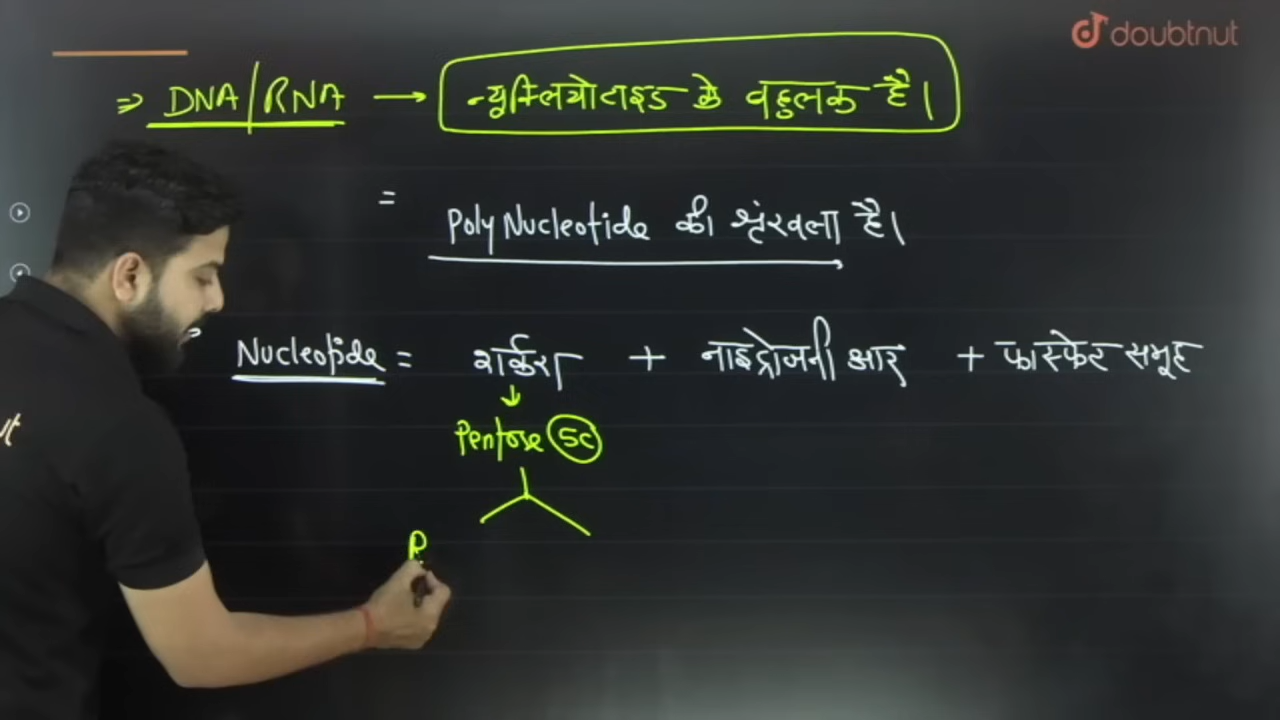 doubtnut
⇒ DNA/RNA → न्यूक्लियोटाइड के बहुलक है।
= PolyNucleotide की श्रृंखला है।
Nucleotide = शर्करा + नाइट्रोजनी क्षार + फास्फेट समूह
↓
Pentose 5C
R